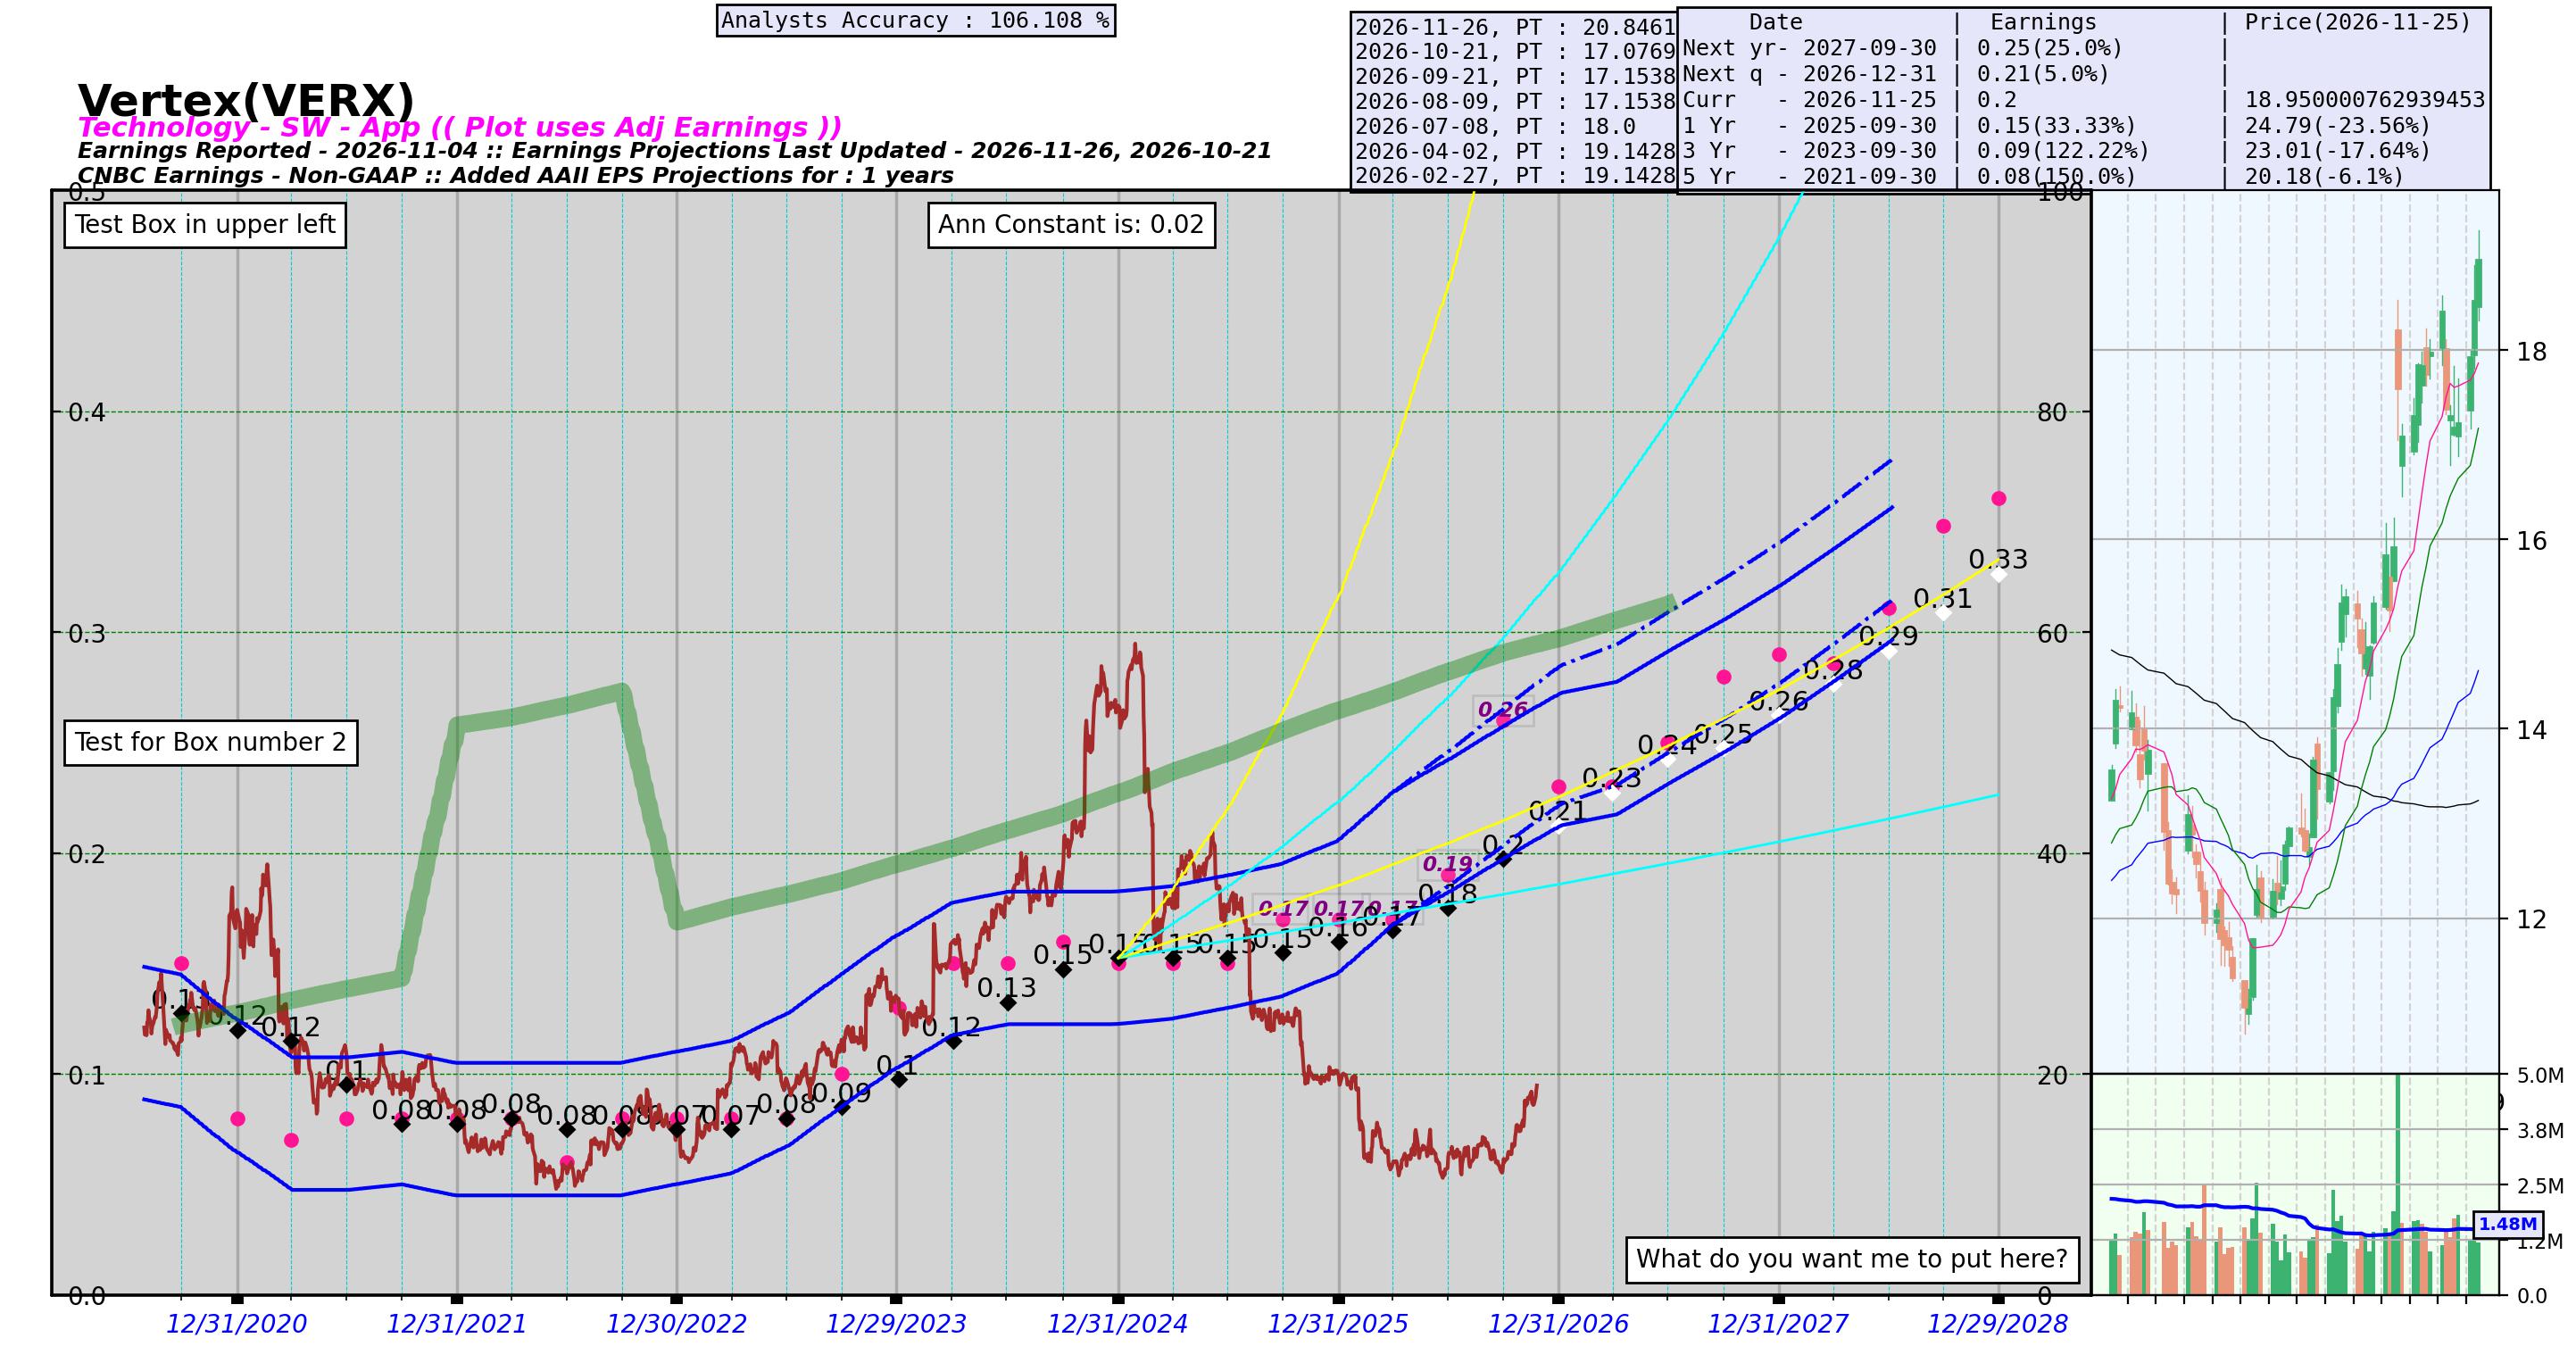 Analysts Accuracy : 106.108 %
2026-11-26, PT : 20.8461
2026-10-21, PT : 17.0769
2026-09-21, PT : 17.1538
2026-08-09, PT : 17.1538
2026-07-08, PT : 18.0
2026-04-02, PT : 19.1428
2026-02-27, PT : 19.1428
Date | Earnings | Price(2026-11-25)
Next yr- 2027-09-30 | 0.25(25.0%) |
Next q - 2026-12-31 | 0.21(5.0%) |
Curr - 2026-11-25 | 0.2 | 18.950000762939453
1 Yr - 2025-09-30 | 0.15(33.33%) | 24.79(-23.56%)
3 Yr - 2023-09-30 | 0.09(122.22%) | 23.01(-17.64%)
5 Yr - 2021-09-30 | 0.08(150.0%) | 20.18(-6.1%)
Vertex(VERX)
Technology - SW - App (( Plot uses Adj Earnings ))
Earnings Reported - 2026-11-04 :: Earnings Projections Last Updated - 2026-11-26, 2026-10-21
CNBC Earnings - Non-GAAP :: Added AAII EPS Projections for : 1 years
Test Box in upper left
Ann Constant is: 0.02
Test for Box number 2
What do you want me to put here?
0.5
0.4
0.3
0.2
0.1
0.0
100
80
60
40
20
0
0.12
0.12
0.1
0.08
0.08
0.08
0.08
0.08
0.07
0.07
0.08
0.09
0.1
0.12
0.13
0.15
0.15
0.15
0.15
0.15
0.16
0.17
0.18
0.2
0.21
0.23
0.24
0.25
0.26
0.28
0.29
0.31
0.33
0.17
0.17
0.17
0.19
0.26
18
16
14
12
5.0M
3.8M
2.5M
1.48M
1.2M
0.0
12/31/2020
12/31/2021
12/30/2022
12/29/2023
12/31/2024
12/31/2025
12/31/2026
12/31/2027
12/29/2028